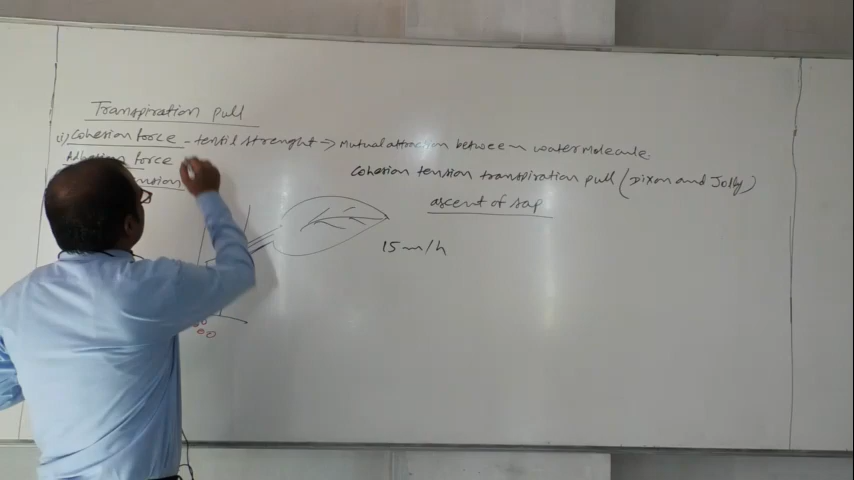 Transpiration pull
(i) Cohesion force - tentil strenght → Mutual attraction between water molecule.
Adhesion force
cohesion tension transpiration pull (Dixon and Jolly)
ascent of sap
15 m/h